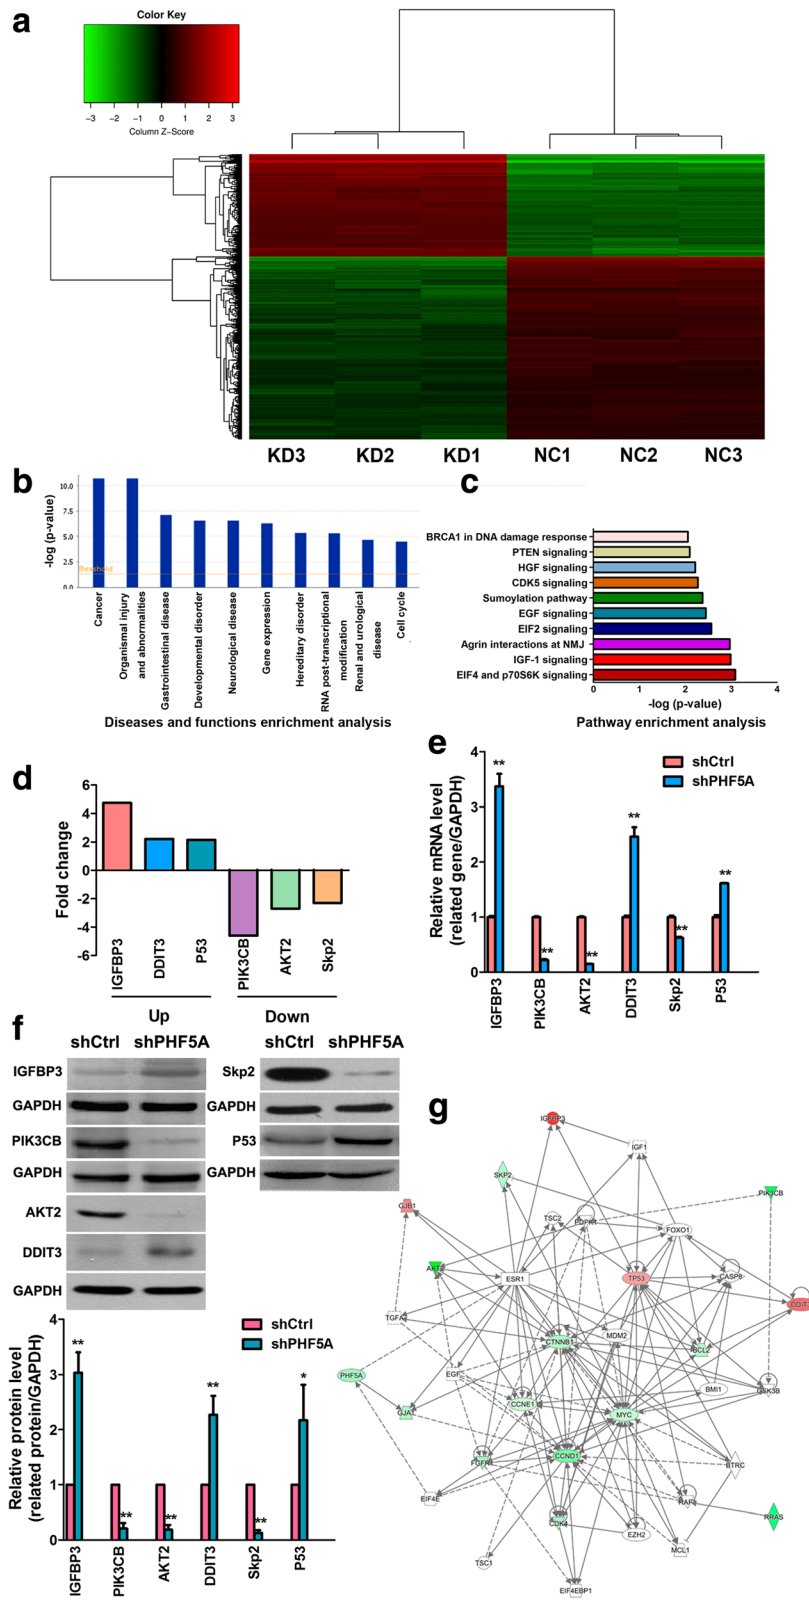 a
Color Key
−3 −2 −1 0 1 2 3
Column Z−Score
KD3 KD2 KD1 NC1 NC2 NC3
b
-log (p-value)
10.0
7.5
5.0
2.5
0.0
Threshold
Cancer
Organismal injury
and abnormalities
Gastrointestinal disease
Developmental disorder
Neurological disease
Gene expression
Hereditary disorder
RNA post-transcriptional
modification
Renal and urological
disease
Cell cycle
Diseases and functions enrichment analysis
c
BRCA1 in DNA damage response
PTEN signaling
HGF signaling
CDK5 signaling
Sumoylation pathway
EGF signaling
EIF2 signaling
Agrin interactions at NMJ
IGF-1 signaling
EIF4 and p70S6K signaling
0 1 2 3 4
-log (p-value)
Pathway enrichment analysis
d
Fold change
6
4
2
0
-2
-4
-6
IGFBP3
DDIT3
P53
PIK3CB
AKT2
Skp2
Up Down
e
Relative mRNA level
(related gene/GAPDH)
4
3
2
1
0
shCtrl
shPHF5A
**
**
**
**
**
**
IGFBP3
PIK3CB
AKT2
DDIT3
Skp2
P53
f
shCtrl shPHF5A
IGFBP3
GAPDH
PIK3CB
GAPDH
AKT2
DDIT3
GAPDH
shCtrl shPHF5A
Skp2
GAPDH
P53
GAPDH
Relative protein level
(related protein/GAPDH)
4
3
2
1
0
shCtrl
shPHF5A
**
**
**
**
**
*
IGFBP3
PIK3CB
AKT2
DDIT3
Skp2
P53
g
IGFBP3
IGF1
SKP2
PIK3CB
GJB1
TSC2
PDPK1
FOXO1
ESR1
TP53
CASP8
DDIT3
MDM2
CTNNB1
BCL2
PHF5A
EGF
BMI1
GSK3B
GJA1
CCNE1
MYC
CCND1
BTRC
EIF4E
RAF1
RRAS
CDK4
EZH2
MCL1
TSC1
EIF4EBP1